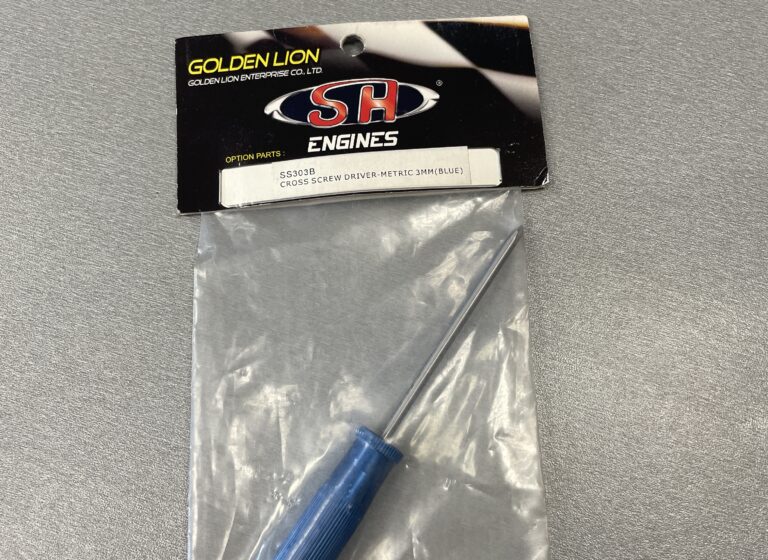 GOLDEN LION
GOLDEN LION ENTERPRISE CO., LTD.
SH
®
ENGINES
OPTION PARTS :
SS303B
CROSS SCREW DRIVER-METRIC 3MM(BLUE)